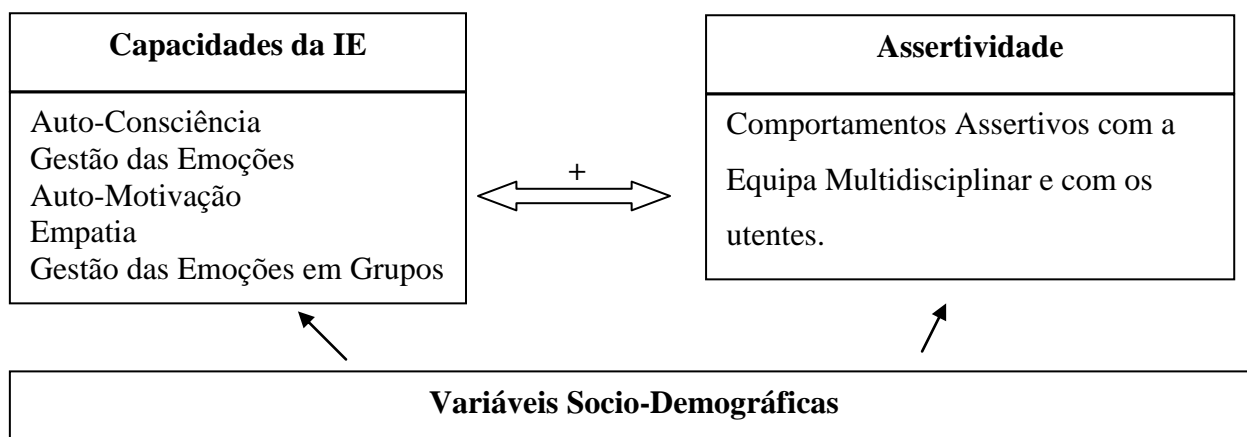 Capacidades da IE
Auto-Consciência
Gestão das Emoções
Auto-Motivação
Empatia
Gestão das Emoções em Grupos
+
Assertividade
Comportamentos Assertivos com a
Equipa Multidisciplinar e com os
utentes.
Variáveis Socio-Demográficas